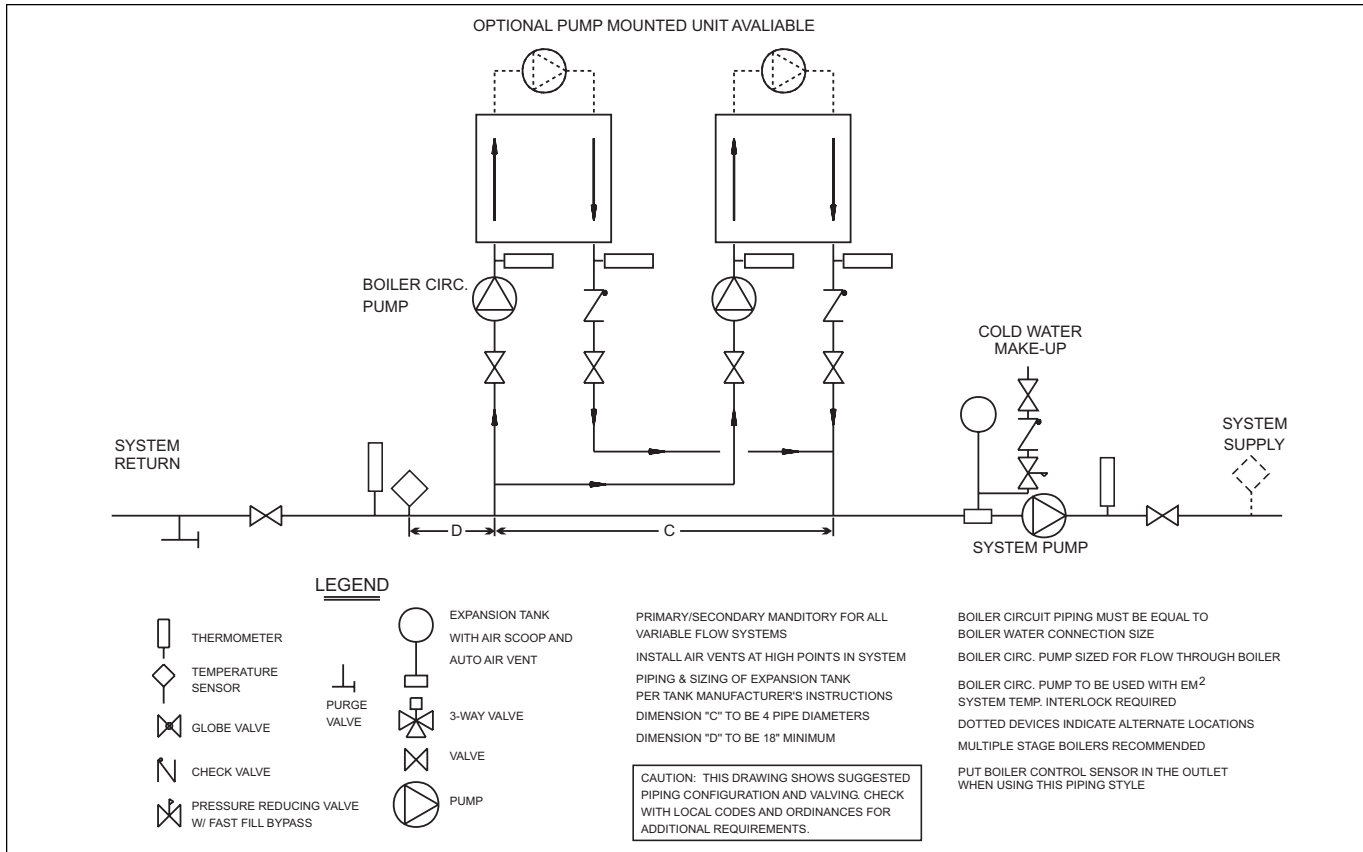 OPTIONAL PUMP MOUNTED UNIT AVALIABLE
BOILER CIRC.
PUMP
COLD WATER
MAKE-UP
SYSTEM
RETURN
SYSTEM
SUPPLY
D
C
SYSTEM PUMP
LEGEND
THERMOMETER
TEMPERATURE
SENSOR
GLOBE VALVE
CHECK VALVE
PRESSURE REDUCING VALVE
W/ FAST FILL BYPASS
PURGE
VALVE
EXPANSION TANK
WITH AIR SCOOP AND
AUTO AIR VENT
3-WAY VALVE
VALVE
PUMP
PRIMARY/SECONDARY MANDITORY FOR ALL
VARIABLE FLOW SYSTEMS
INSTALL AIR VENTS AT HIGH POINTS IN SYSTEM
PIPING & SIZING OF EXPANSION TANK
PER TANK MANUFACTURER'S INSTRUCTIONS
DIMENSION "C" TO BE 4 PIPE DIAMETERS
DIMENSION "D" TO BE 18" MINIMUM
CAUTION: THIS DRAWING SHOWS SUGGESTED
PIPING CONFIGURATION AND VALVING. CHECK
WITH LOCAL CODES AND ORDINANCES FOR
ADDITIONAL REQUIREMENTS.
BOILER CIRCUIT PIPING MUST BE EQUAL TO
BOILER WATER CONNECTION SIZE
BOILER CIRC. PUMP SIZED FOR FLOW THROUGH BOILER
BOILER CIRC. PUMP TO BE USED WITH EM²
SYSTEM TEMP. INTERLOCK REQUIRED
DOTTED DEVICES INDICATE ALTERNATE LOCATIONS
MULTIPLE STAGE BOILERS RECOMMENDED
PUT BOILER CONTROL SENSOR IN THE OUTLET
WHEN USING THIS PIPING STYLE